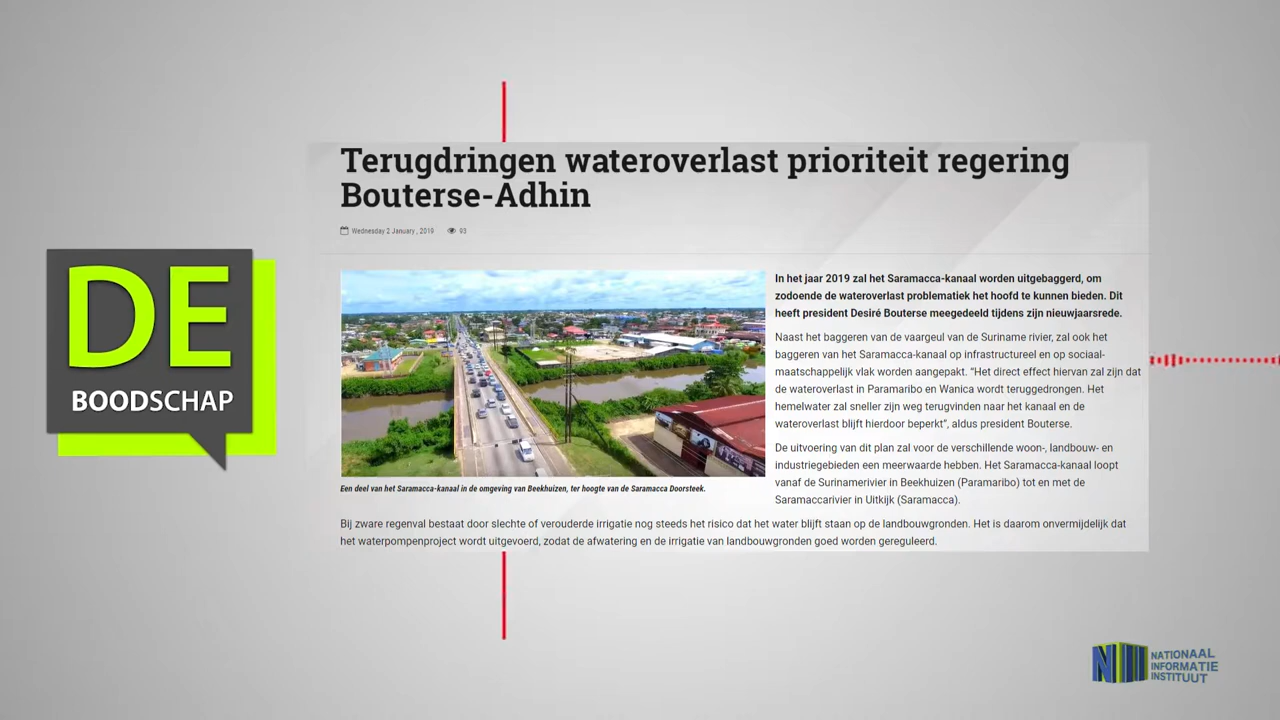 DE
BOODSCHAP
Terugdringen wateroverlast prioriteit regering
Bouterse-Adhin
Wednesday 2 January , 2019 93
In het jaar 2019 zal het Saramacca-kanaal worden uitgebaggerd, om
zodoende de wateroverlast problematiek het hoofd te kunnen bieden. Dit
heeft president Desiré Bouterse meegedeeld tijdens zijn nieuwjaarsrede.
Naast het baggeren van de vaargeul van de Suriname rivier, zal ook het
baggeren van het Saramacca-kanaal op infrastructureel en op sociaal-
maatschappelijk vlak worden aangepakt. “Het direct effect hiervan zal zijn dat
de wateroverlast in Paramaribo en Wanica wordt teruggedrongen. Het
hemelwater zal sneller zijn weg terugvinden naar het kanaal en de
wateroverlast blijft hierdoor beperkt”, aldus president Bouterse.
De uitvoering van dit plan zal voor de verschillende woon-, landbouw- en
industriegebieden een meerwaarde hebben. Het Saramacca-kanaal loopt
vanaf de Surinamerivier in Beekhuizen (Paramaribo) tot en met de
Saramaccarivier in Uitkijk (Saramacca).
Een deel van het Saramacca-kanaal in de omgeving van Beekhuizen, ter hoogte van de Saramacca Doorsteek.
Bij zware regenval bestaat door slechte of verouderde irrigatie nog steeds het risico dat het water blijft staan op de landbouwgronden. Het is daarom onvermijdelijk dat
het waterpompenproject wordt uitgevoerd, zodat de afwatering en de irrigatie van landbouwgronden goed worden gereguleerd.
NII
NATIONAAL
INFORMATIE
INSTITUUT